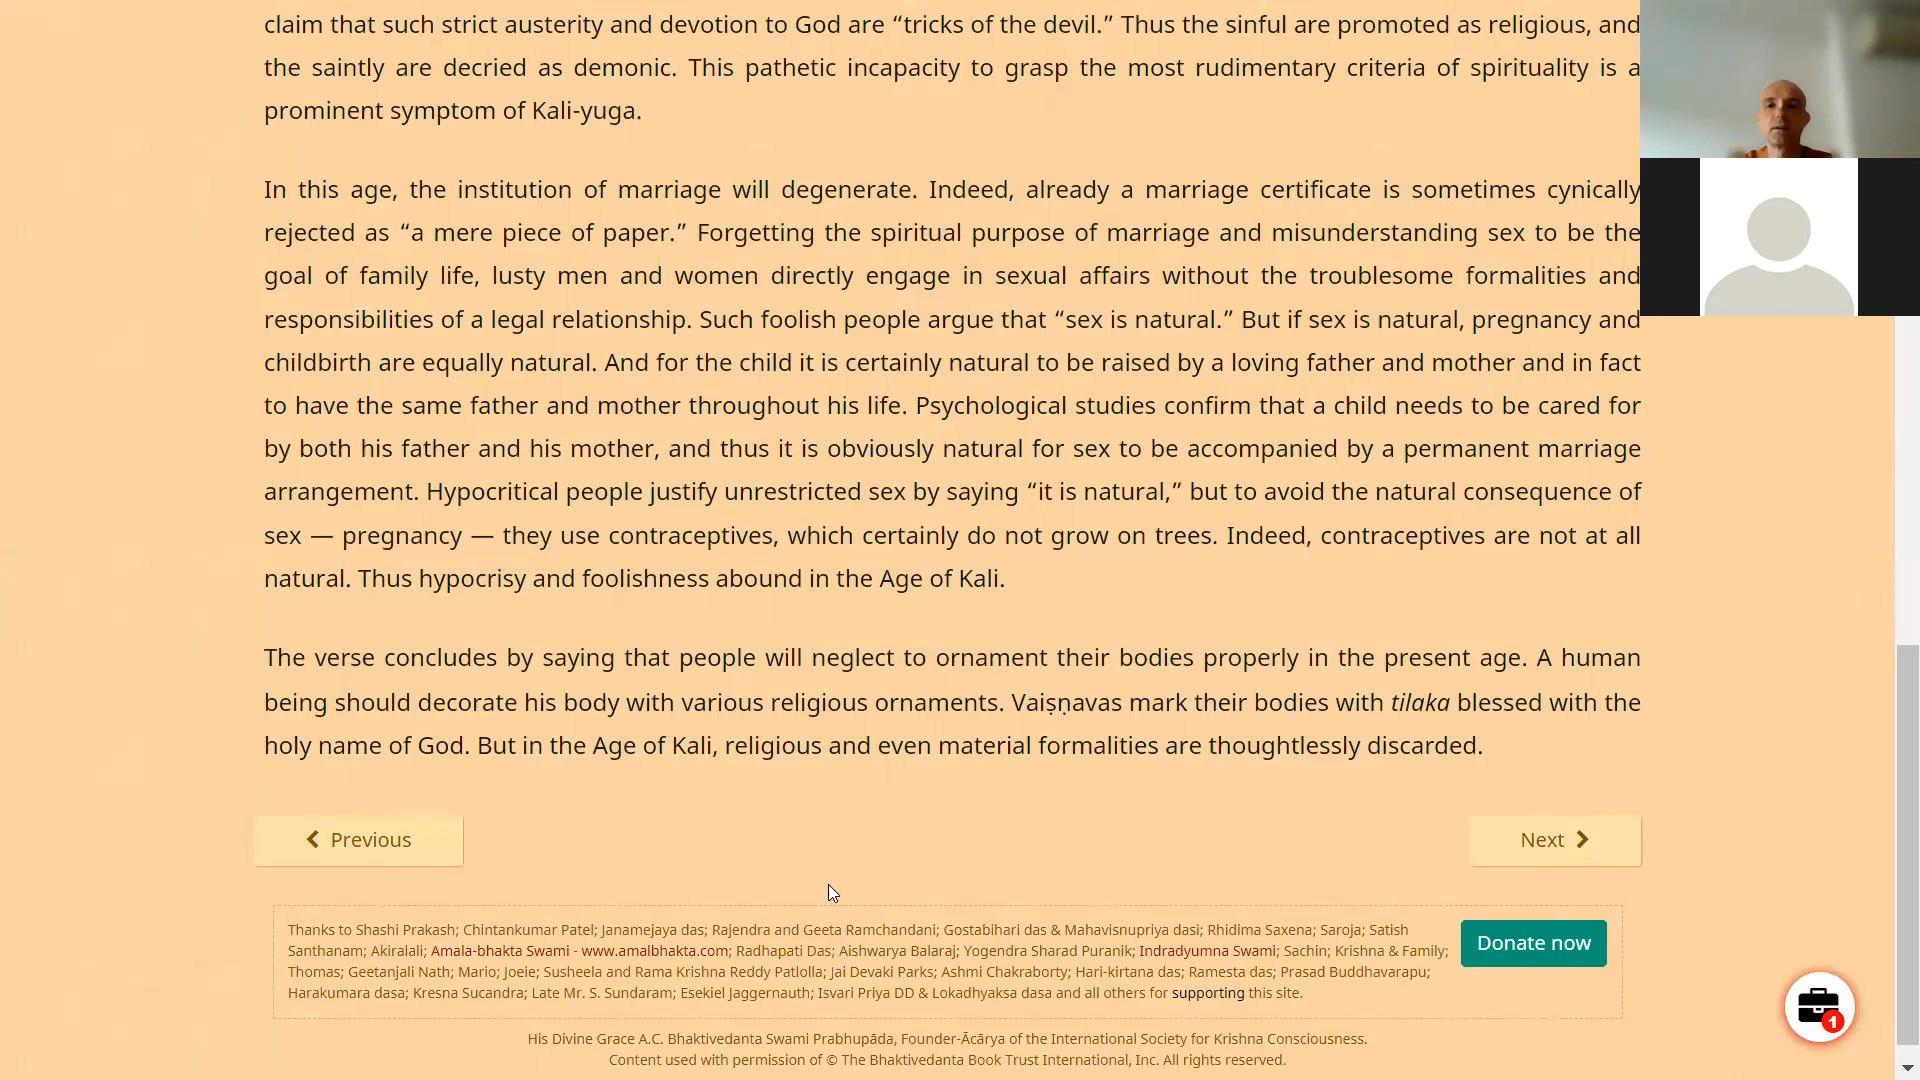 claim that such strict austerity and devotion to God are “tricks of the devil.” Thus the sinful are promoted as religious, and
the saintly are decried as demonic. This pathetic incapacity to grasp the most rudimentary criteria of spirituality is a
prominent symptom of Kali-yuga.
In this age, the institution of marriage will degenerate. Indeed, already a marriage certificate is sometimes cynically
rejected as “a mere piece of paper.” Forgetting the spiritual purpose of marriage and misunderstanding sex to be the
goal of family life, lusty men and women directly engage in sexual affairs without the troublesome formalities and
responsibilities of a legal relationship. Such foolish people argue that “sex is natural.” But if sex is natural, pregnancy and
childbirth are equally natural. And for the child it is certainly natural to be raised by a loving father and mother and in fact
to have the same father and mother throughout his life. Psychological studies confirm that a child needs to be cared for
by both his father and his mother, and thus it is obviously natural for sex to be accompanied by a permanent marriage
arrangement. Hypocritical people justify unrestricted sex by saying “it is natural,” but to avoid the natural consequence of
sex — pregnancy — they use contraceptives, which certainly do not grow on trees. Indeed, contraceptives are not at all
natural. Thus hypocrisy and foolishness abound in the Age of Kali.
The verse concludes by saying that people will neglect to ornament their bodies properly in the present age. A human
being should decorate his body with various religious ornaments. Vaiṣṇavas mark their bodies with tilaka blessed with the
holy name of God. But in the Age of Kali, religious and even material formalities are thoughtlessly discarded.
Previous
Next
Thanks to Shashi Prakash; Chintankumar Patel; Janamejaya das; Rajendra and Geeta Ramchandani; Gostabihari das & Mahavisnupriya dasi; Rhidima Saxena; Saroja; Satish
Santhanam; Akiralali; Amala-bhakta Swami - www.amalbhakta.com; Radhapati Das; Aishwarya Balaraj; Yogendra Sharad Puranik; Indradyumna Swami; Sachin; Krishna & Family;
Thomas; Geetanjali Nath; Mario; Joeie; Susheela and Rama Krishna Reddy Patlolla; Jai Devaki Parks; Ashmi Chakraborty; Hari-kirtana das; Ramesta das; Prasad Buddhavarapu;
Harakumara dasa; Kresna Sucandra; Late Mr. S. Sundaram; Esekiel Jaggernauth; Isvari Priya DD & Lokadhyaksa dasa and all others for supporting this site.
Donate now
1
His Divine Grace A.C. Bhaktivedanta Swami Prabhupāda, Founder-Ācārya of the International Society for Krishna Consciousness.
Content used with permission of © The Bhaktivedanta Book Trust International, Inc. All rights reserved.